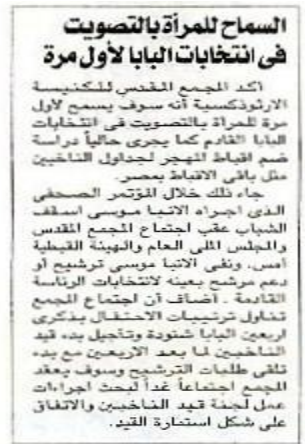 السماح للمرأة بالتصويت
فى انتخابات البابا لأول مرة
اكد المجمع المقدس للكنيسة
الارثوذكسية أنه سوف يسمح لأول
مرة للمرأة بالتصويت فى انتخابات
البابا القادم كما يجرى حالياً دراسة
ضم اقباط المهجر لجداول الناخبين
مثل باقى الاقباط بمصر.
جاء ذلك خلال المؤتمر الصحفى
الذى اجراه الانبا موسى اسقف
الشباب عقب اجتماع المجمع المقدس
والمجلس الملى العام والهيئة القبطية
أمس. ونفى الانبا موسى ترشيح أو
دعم مرشح بعينه لانتخابات الرئاسة
القادمة . اضاف أن اجتماع المجمع
تناول ترتيبات الاحتفال بذكرى
اربعين البابا شنودة وتأجيل بدء قيد
الناخبين لما بعد الاربعين مع بدء
تلقى طلبات الترشيح وسوف يعقد
المجمع اجتماعاً غداً لبحث اجراءات
عمل لجنة قيد الناخبين والاتفاق
على شكل استمارة القيد.